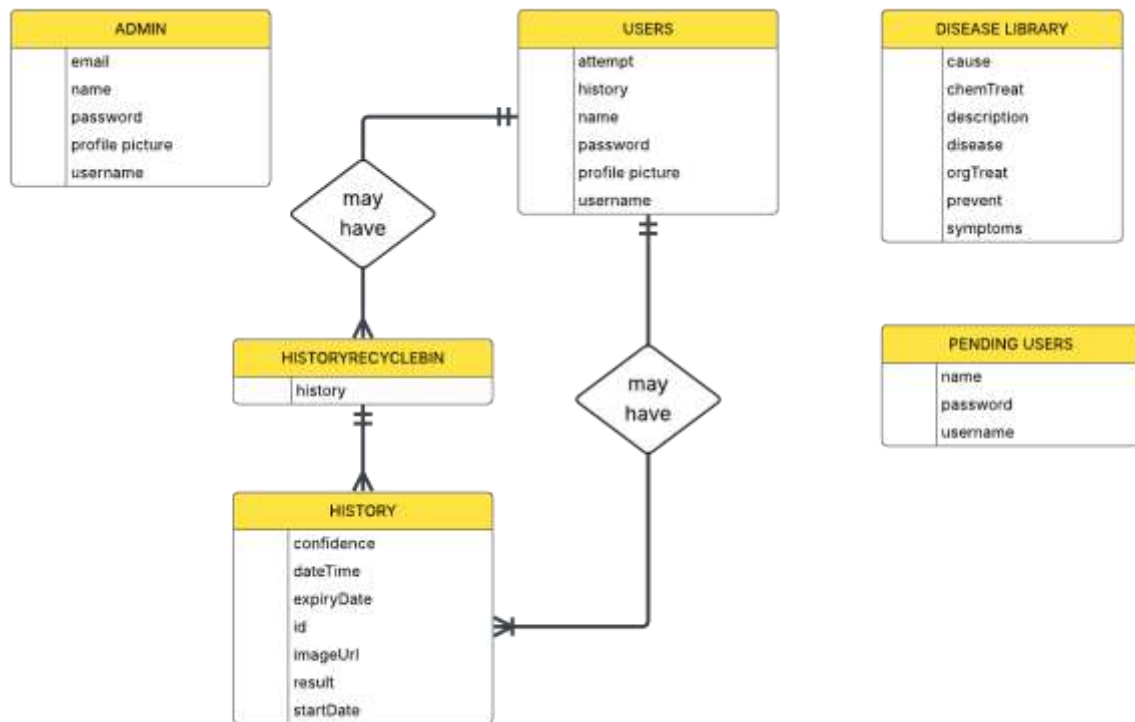 ADMIN
email
name
password
profile picture
username
USERS
attempt
history
name
password
profile picture
username
DISEASE LIBRARY
cause
chemTreat
description
disease
orgTreat
prevent
symptoms
may
have
HISTORYRECYCLEBIN
history
may
have
PENDING USERS
name
password
username
HISTORY
confidence
dateTime
expiryDate
id
imageUrl
result
startDate